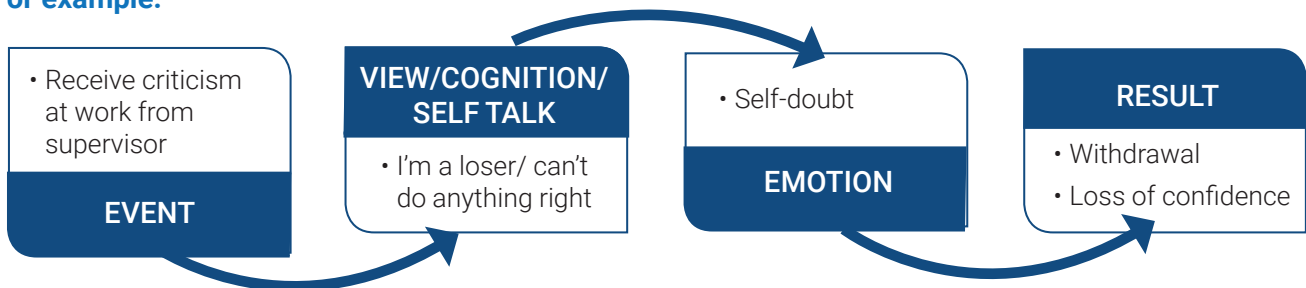 or example:
• Receive criticism
at work from
supervisor
EVENT
VIEW/COGNITION/
SELF TALK
• I'm a loser/ can't
do anything right
• Self-doubt
EMOTION
RESULT
• Withdrawal
• Loss of confidence